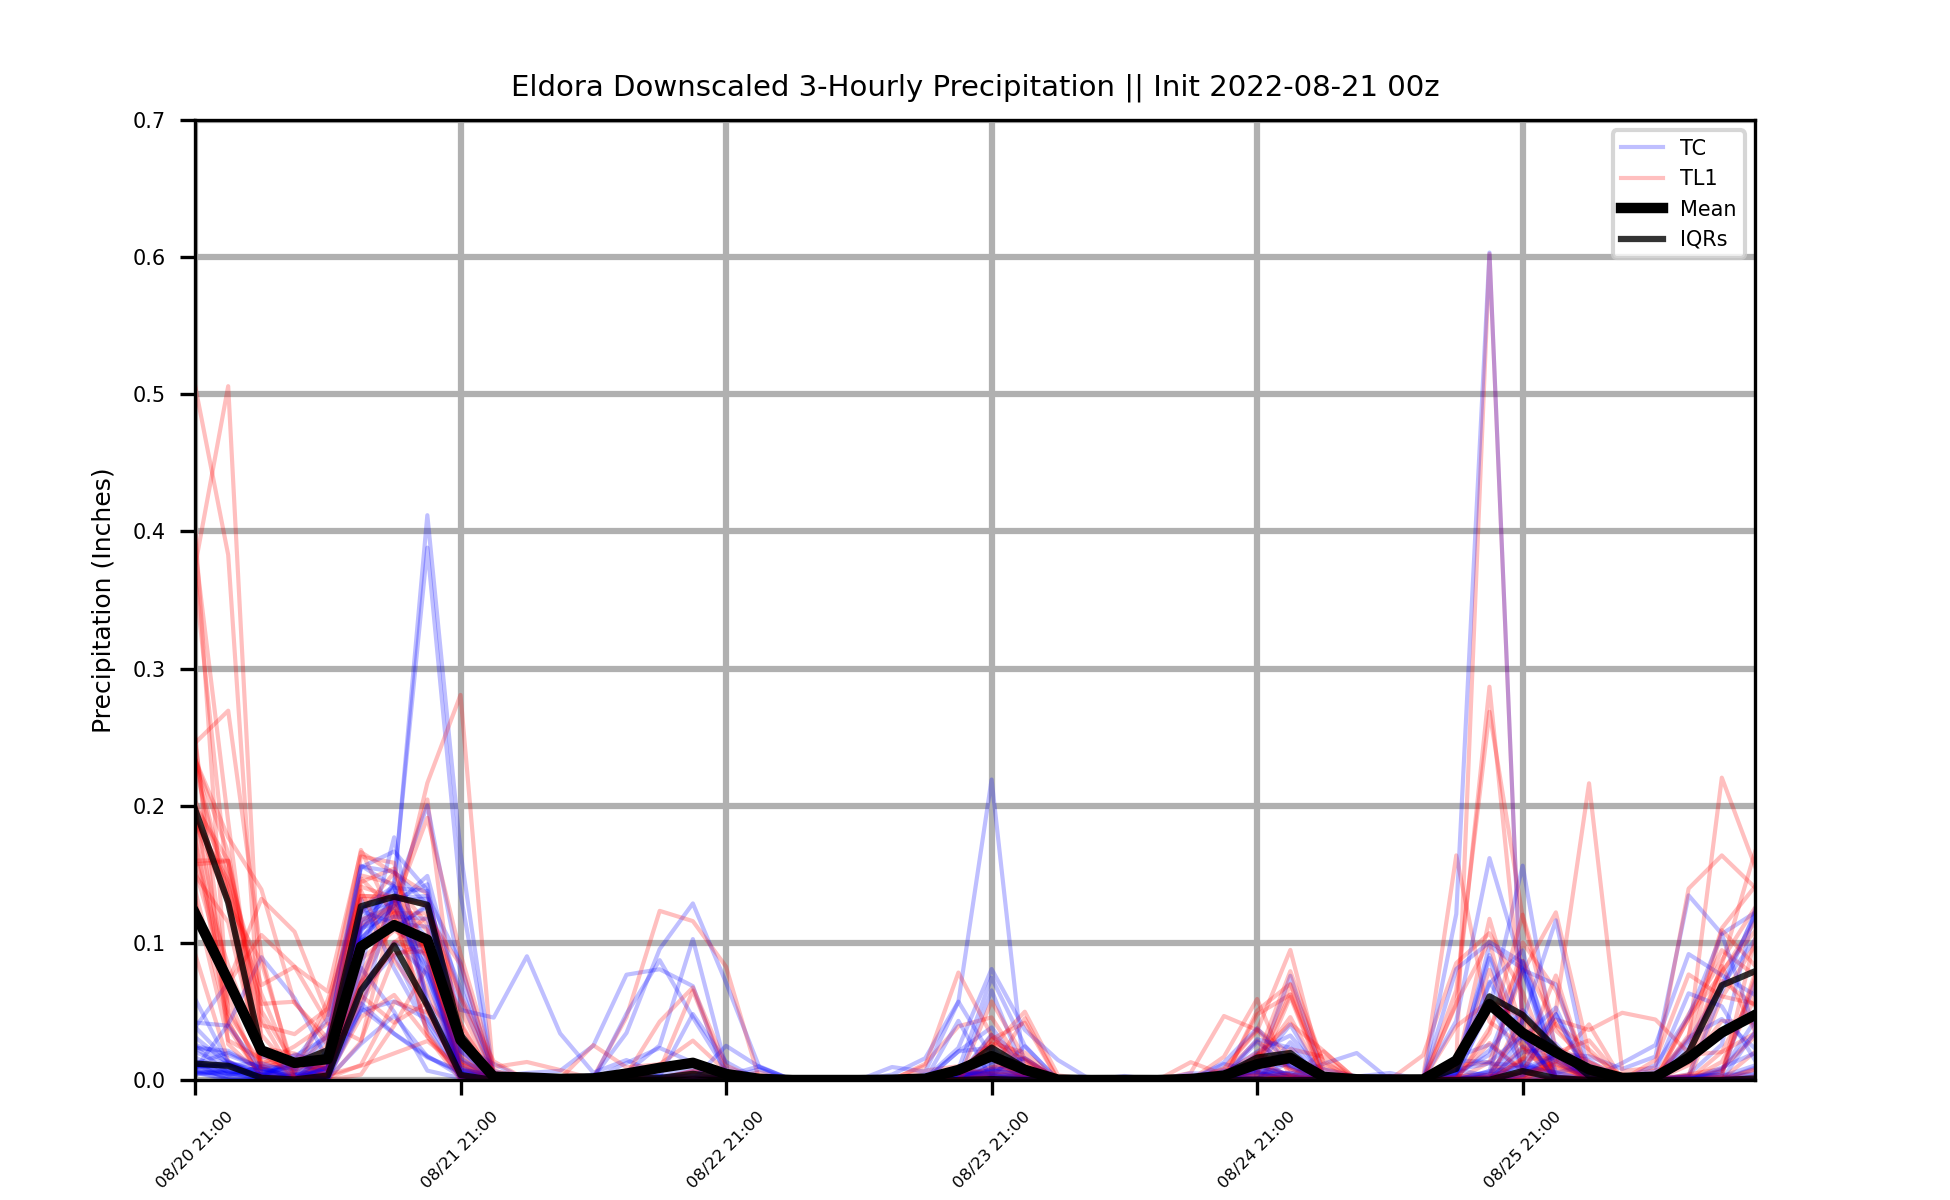 Eldora Downscaled 3-Hourly Precipitation || Init 2022-08-21 00z
TC
TL1
Mean
IQRs
Precipitation (Inches)
0.7
0.6
0.5
0.4
0.3
0.2
0.1
0.0
08/20 21:00
08/21 21:00
08/22 21:00
08/23 21:00
08/24 21:00
08/25 21:00